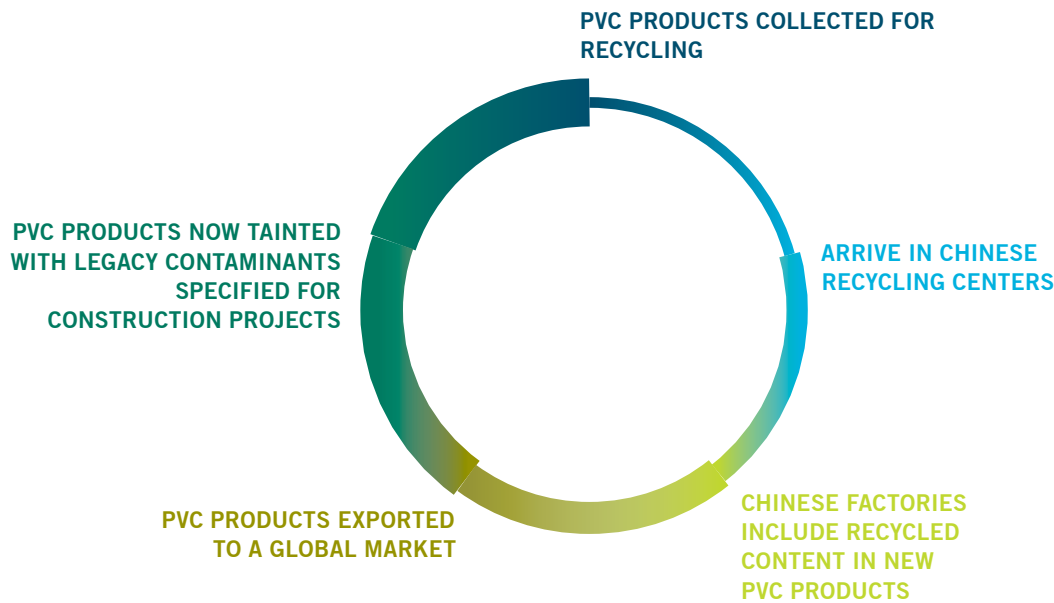 PVC PRODUCTS COLLECTED FOR
RECYCLING
ARRIVE IN CHINESE
RECYCLING CENTERS
CHINESE FACTORIES
INCLUDE RECYCLED
CONTENT IN NEW
PVC PRODUCTS
PVC PRODUCTS EXPORTED
TO A GLOBAL MARKET
PVC PRODUCTS NOW TAINTED
WITH LEGACY CONTAMINANTS
SPECIFIED FOR
CONSTRUCTION PROJECTS